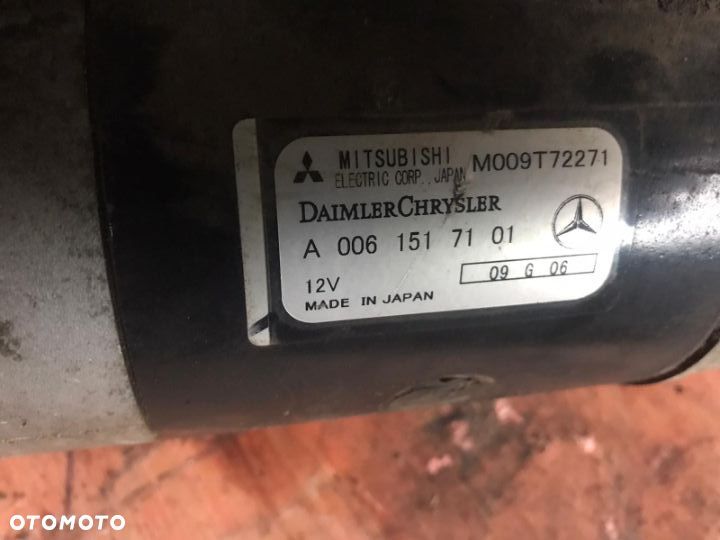 MITSUBISHI M009T72271
ELECTRIC CORP., JAPAN
DAIMLERCHRYSLER
A 006 151 71 01
12V 09 G 06
MADE IN JAPAN
OTOMOTO